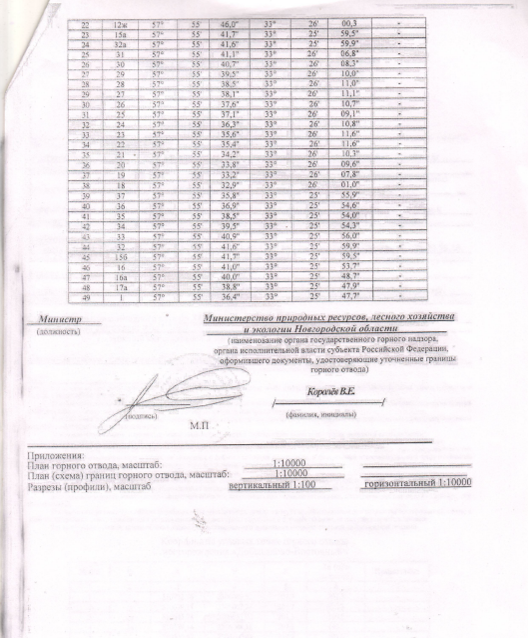 22 12ж 57° 55' 46,0" 33° 26' 00,3 -
23 15а 57° 55' 41,7" 33° 25' 59,5" -
24 32а 57° 55' 41,6" 33° 25' 59,9" -
25 31 57° 55' 41,1" 33° 26' 06,8" -
26 30 57° 55' 40,7" 33° 26' 08,3" -
27 29 57° 55' 39,5" 33° 26' 10,0" -
28 28 57° 55' 38,5" 33° 26' 11,0" -
29 27 57° 55' 38,1" 33° 26' 11,1" -
30 26 57° 55' 37,6" 33° 26' 10,7" -
31 25 57° 55' 37,1" 33° 26' 09,1" -
32 24 57° 55' 36,3" 33° 26' 10,8" -
33 23 57° 55' 35,6" 33° 26' 11,6" -
34 22 57° 55' 35,4" 33° 26' 11,6" -
35 21 57° 55' 34,2" 33° 26' 10,3" -
36 20 57° 55' 33,8" 33° 26' 09,6" -
37 19 57° 55' 33,2" 33° 26' 07,8" -
38 18 57° 55' 32,9" 33° 26' 01,0" -
39 37 57° 55' 35,8" 33° 25' 55,9" -
40 36 57° 55' 36,9" 33° 25' 54,6" -
41 35 57° 55' 38,5" 33° 25' 54,0" -
42 34 57° 55' 39,5" 33° 25' 54,3" -
43 33 57° 55' 40,9" 33° 25' 56,0" -
44 32 57° 55' 41,6" 33° 25' 59,9" -
45 15б 57° 55' 41,7" 33° 25' 59,5" -
46 16 57° 55' 41,0" 33° 25' 53,7" -
47 16а 57° 55' 40,0" 33° 25' 48,7" -
48 17а 57° 55' 38,8" 33° 25' 47,9" -
49 1 57° 55' 36,4" 33° 25' 47,7" -
Министр Министерство природных ресурсов, лесного хозяйства
(должность) и экологии Новгородской области
(наименование органа государственного горного надзора,
органа исполнительной власти субъекта Российской Федерации,
оформившего документы, удостоверяющие уточненные границы
горного отвода)
Королёв В.Е.
(подпись) (фамилия, инициалы)
М.П
Приложения:
План горного отвода, масштаб: 1:10000
План (схема) границ горного отвода, масштаб: 1:10000
Разрезы (профили), масштаб вертикальный 1:100 горизонтальный 1:10000